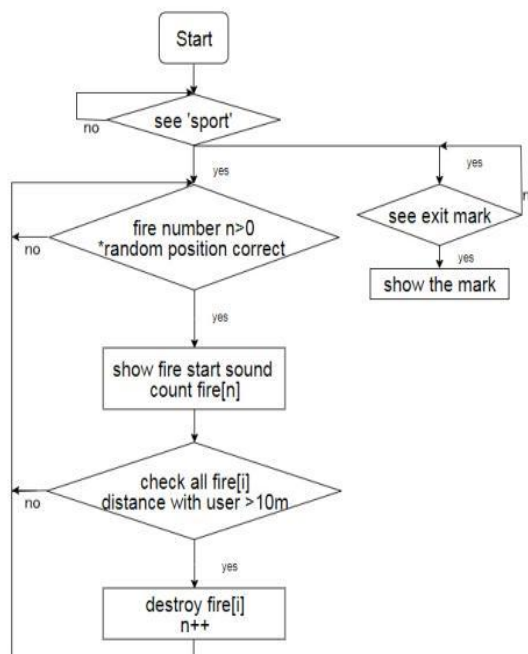 Start
see 'sport'
no
yes
yes
fire number n>0
*random position correct
no
see exit mark
n
yes
show the mark
yes
show fire start sound
count fire[n]
check all fire[i]
distance with user >10m
no
yes
destroy fire[i]
n++